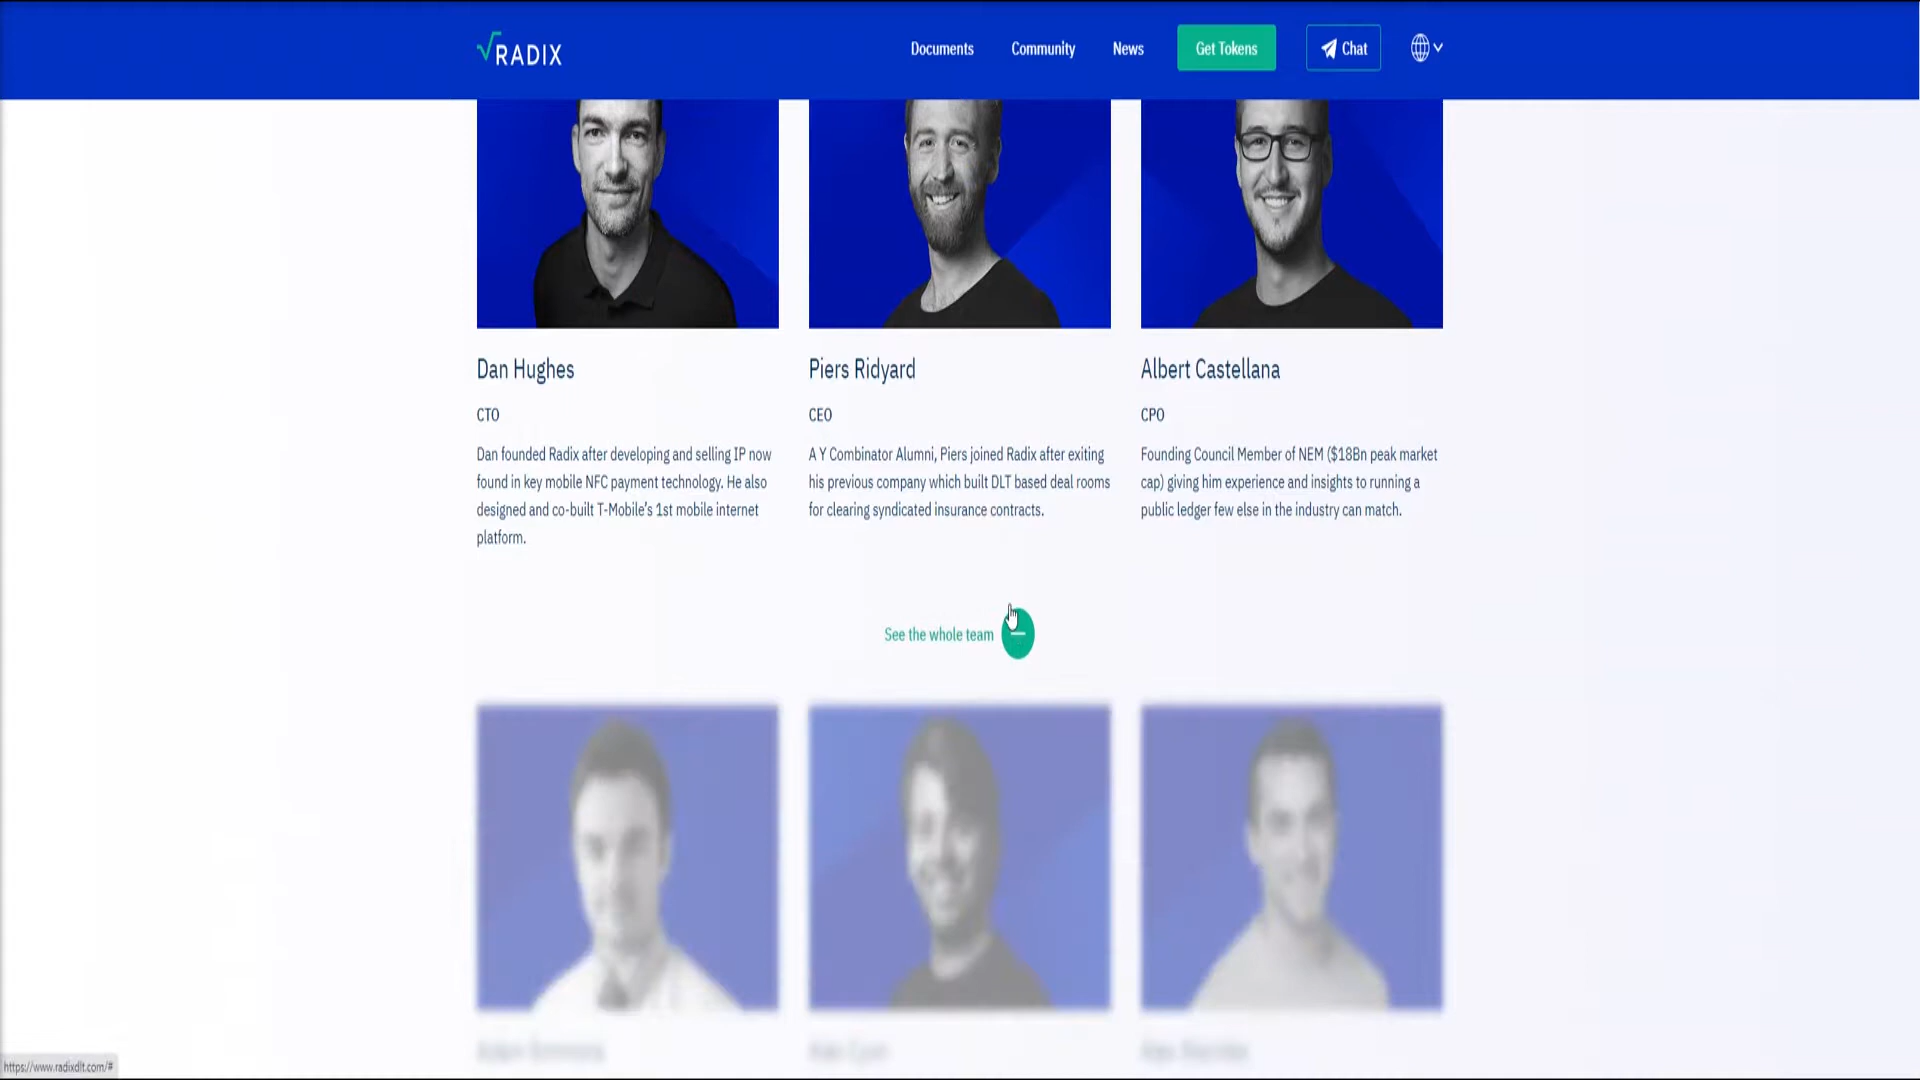 RADIX
Documents
Community
News
Get Tokens
Chat
Dan Hughes
CTO
Dan founded Radix after developing and selling IP now
found in key mobile NFC payment technology. He also
designed and co-built T-Mobile's 1st mobile internet
platform.
Piers Ridyard
CEO
A Y Combinator Alumni, Piers joined Radix after exiting
his previous company which built DLT based deal rooms
for clearing syndicated insurance contracts.
Albert Castellana
CPO
Founding Council Member of NEM ($18Bn peak market
cap) giving him experience and insights to running a
public ledger few else in the industry can match.
See the whole team
https://www.radixdlt.com/#